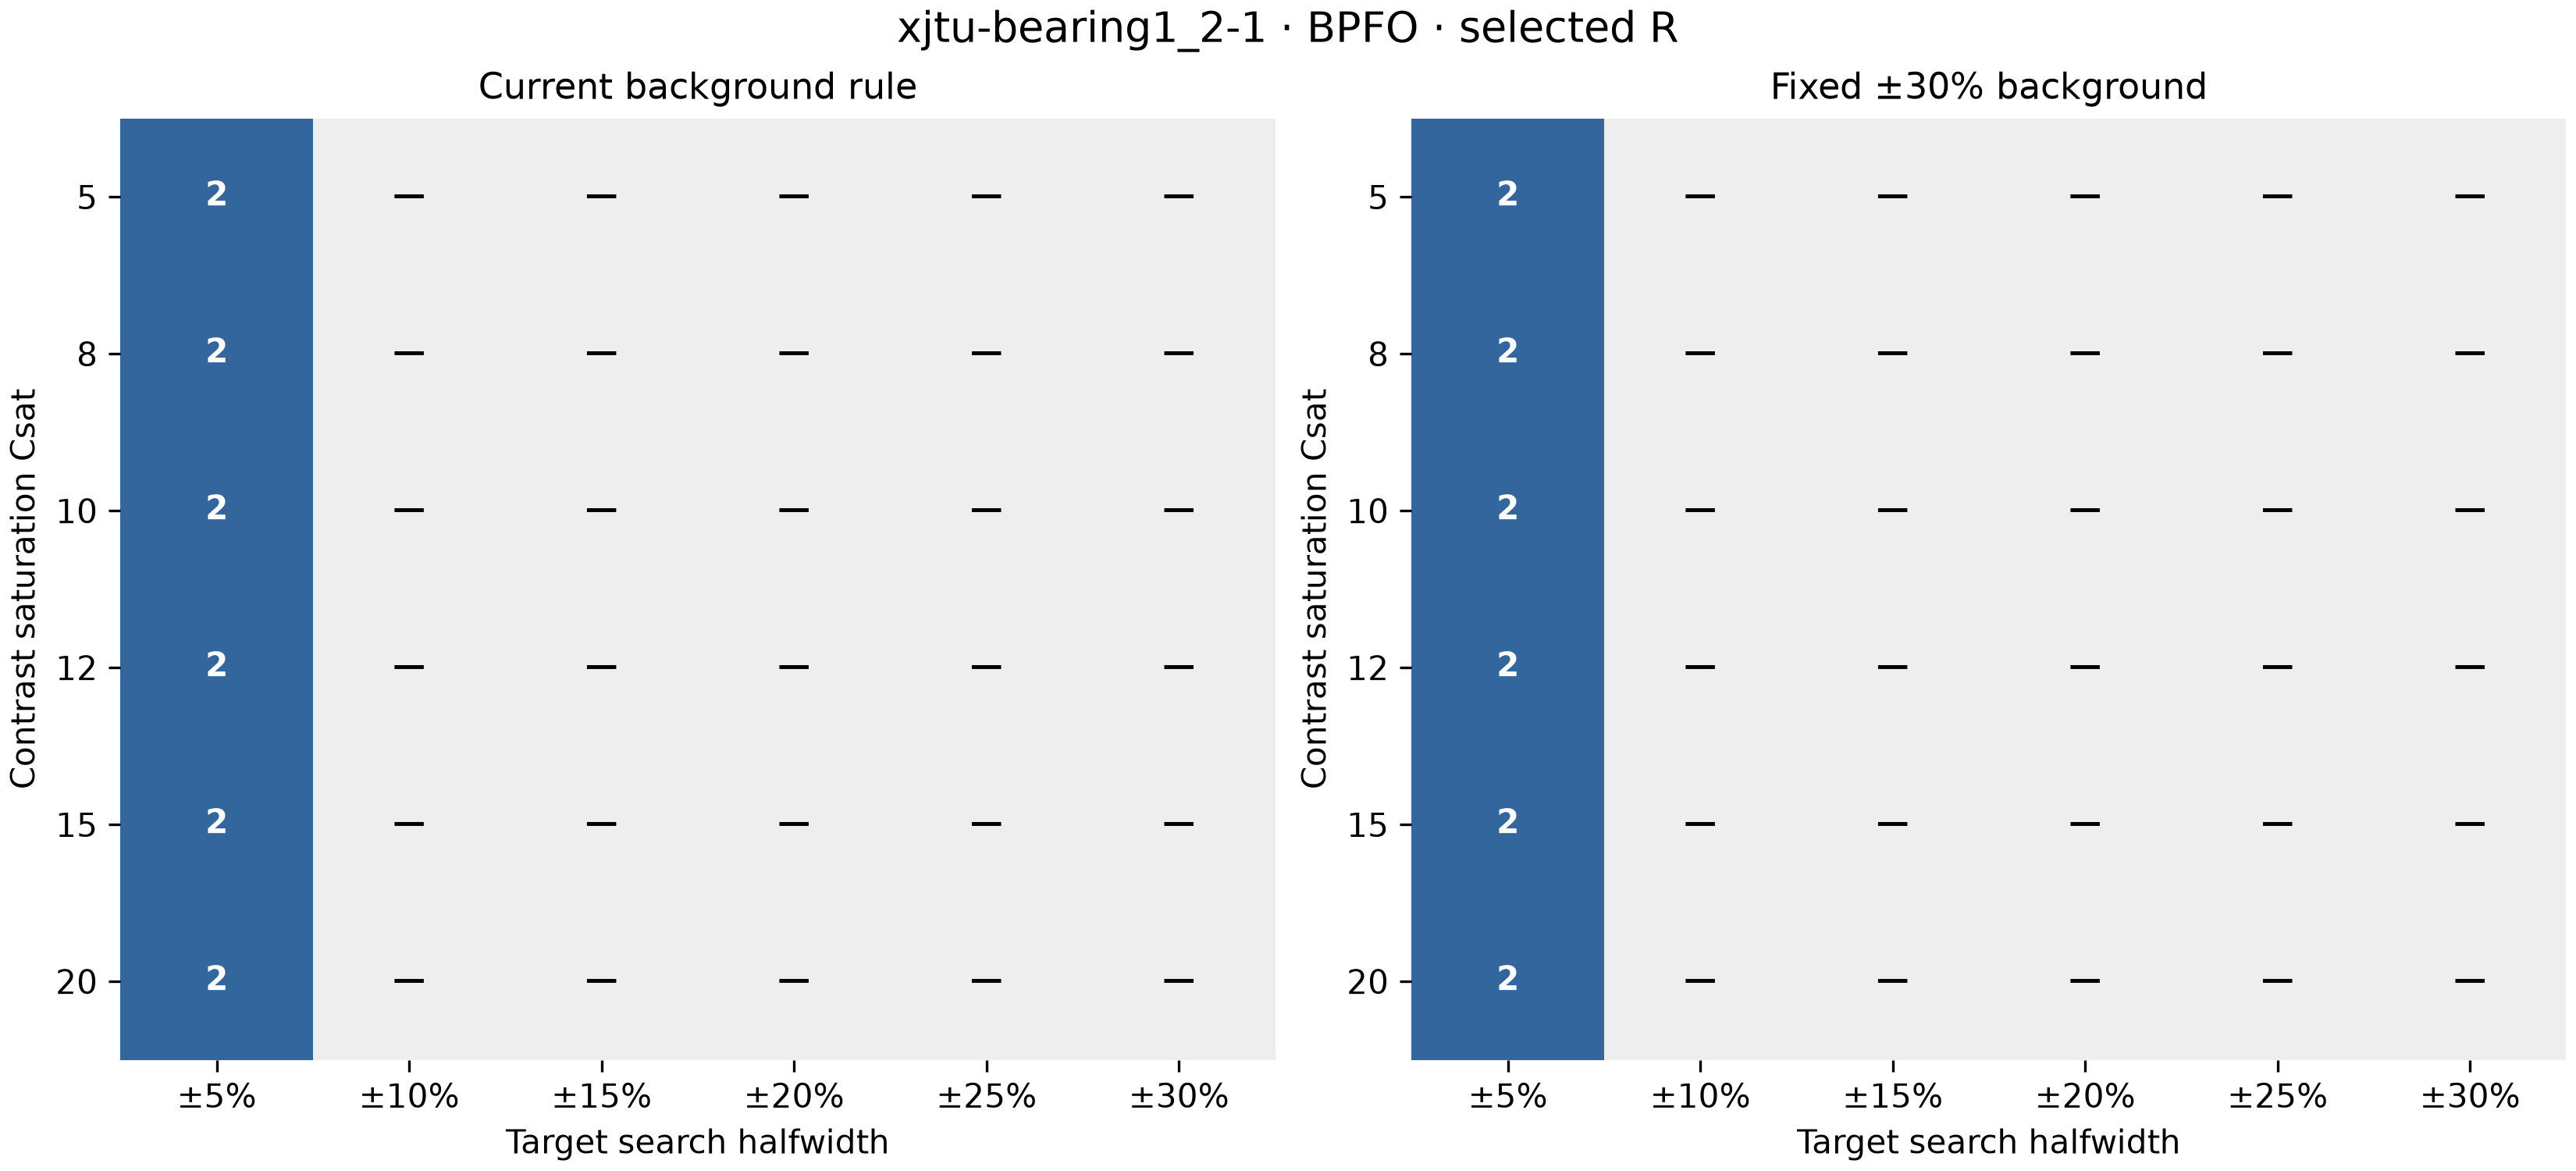 xjtu-bearing1_2-1 · BPFO · selected R
Current background rule
Contrast saturation Csat
5 2 — — — — —
8 2 — — — — —
10 2 — — — — —
12 2 — — — — —
15 2 — — — — —
20 2 — — — — —
±5% ±10% ±15% ±20% ±25% ±30%
Target search halfwidth
Fixed ±30% background
Contrast saturation Csat
5 2 — — — — —
8 2 — — — — —
10 2 — — — — —
12 2 — — — — —
15 2 — — — — —
20 2 — — — — —
±5% ±10% ±15% ±20% ±25% ±30%
Target search halfwidth